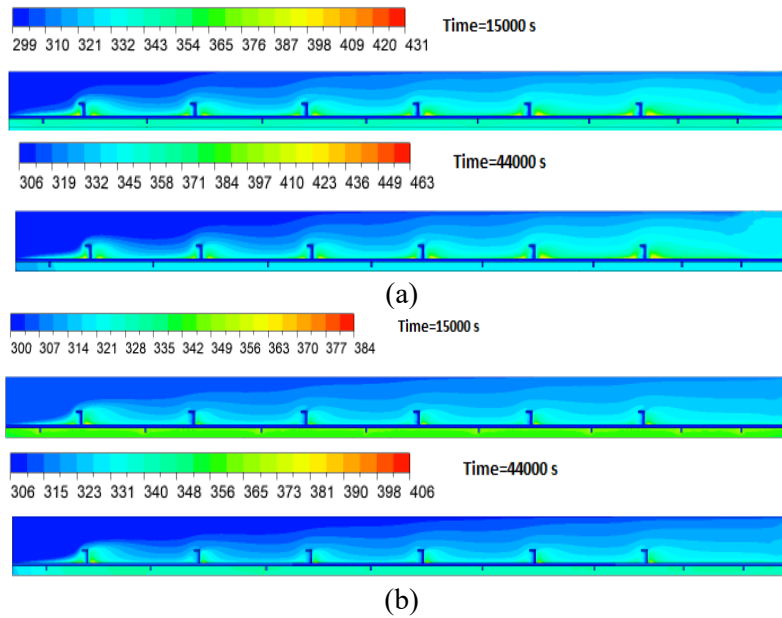 Time=15000 s
299 310 321 332 343 354 365 376 387 398 409 420 431
Time=44000 s
306 319 332 345 358 371 384 397 410 423 436 449 463
(a)
Time=15000 s
300 307 314 321 328 335 342 349 356 363 370 377 384
Time=44000 s
306 315 323 331 340 348 356 365 373 381 390 398 406
(b)